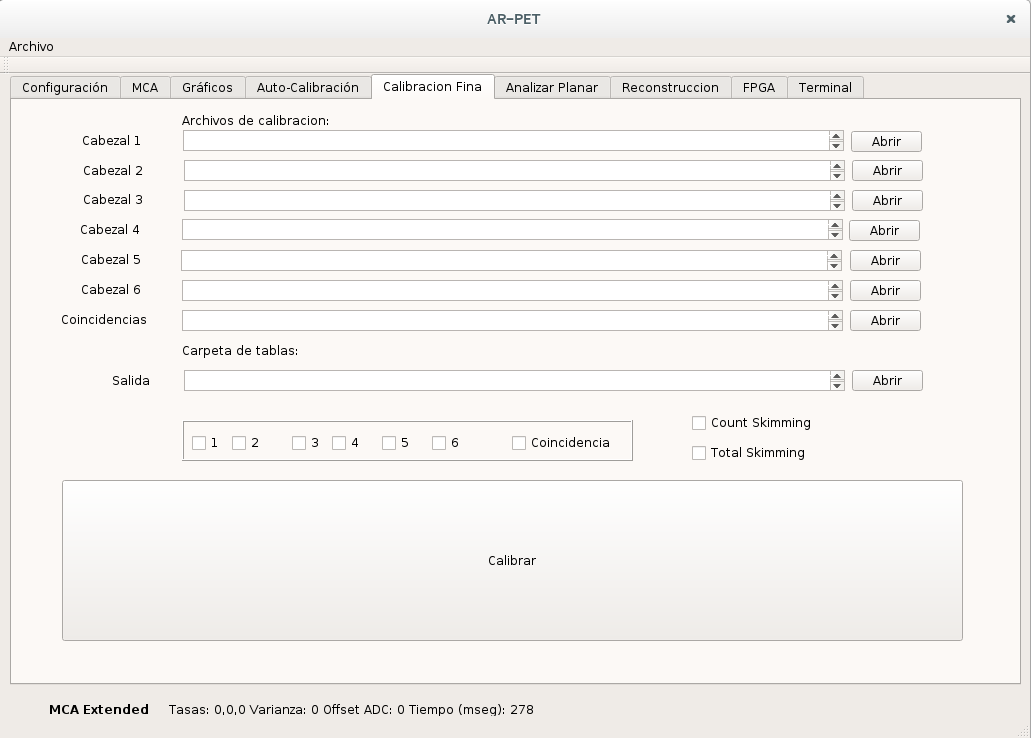 AR-PET
Archivo
Configuración MCA Gráficos Auto-Calibración Calibracion Fina Analizar Planar Reconstruccion FPGA Terminal
Archivos de calibracion:
Cabezal 1 Abrir
Cabezal 2 Abrir
Cabezal 3 Abrir
Cabezal 4 Abrir
Cabezal 5 Abrir
Cabezal 6 Abrir
Coincidencias Abrir
Carpeta de tablas:
Salida Abrir
1 2 3 4 5 6 Coincidencia
Count Skimming
Total Skimming
Calibrar
MCA Extended Tasas: 0,0,0 Varianza: 0 Offset ADC: 0 Tiempo (mseg): 278